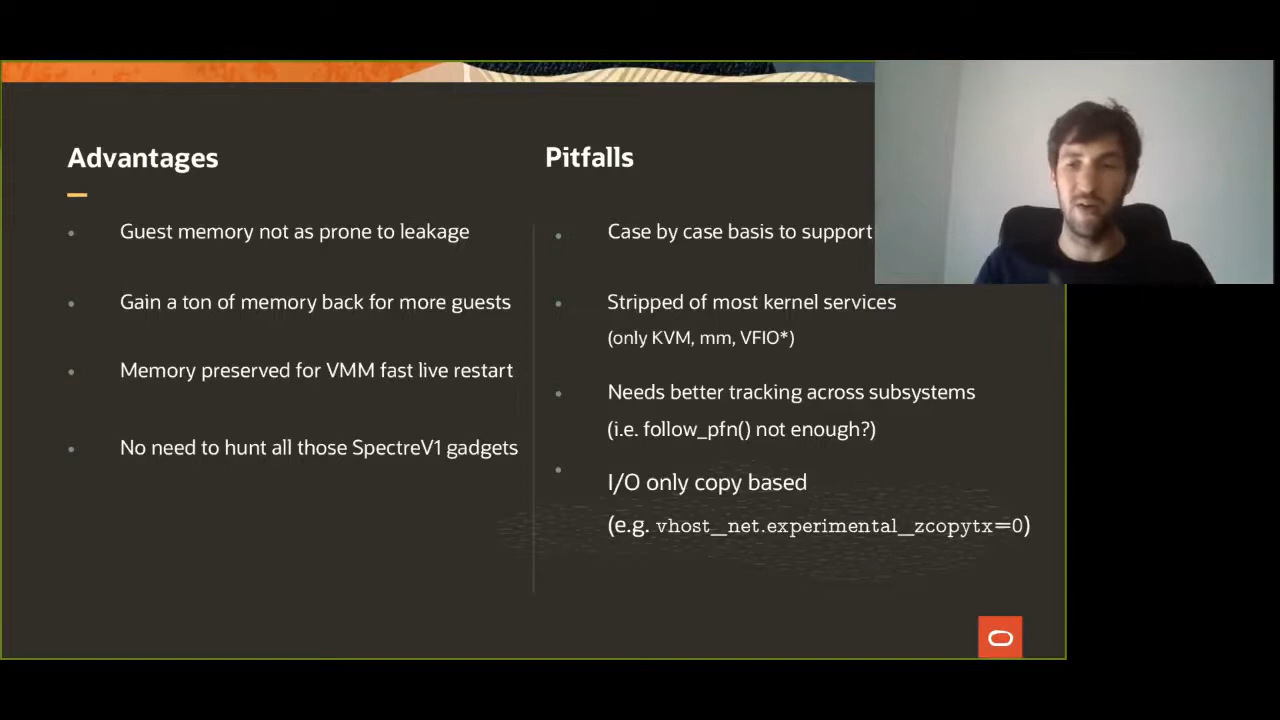 Advantages
Guest memory not as prone to leakage
Gain a ton of memory back for more guests
Memory preserved for VMM fast live restart
No need to hunt all those SpectreV1 gadgets
Pitfalls
Case by case basis to support
Stripped of most kernel services
(only KVM, mm, VFIO*)
Needs better tracking across subsystems
(i.e. follow_pfn() not enough?)
I/O only copy based
(e.g. vhost_net.experimental_zcopytx=0)